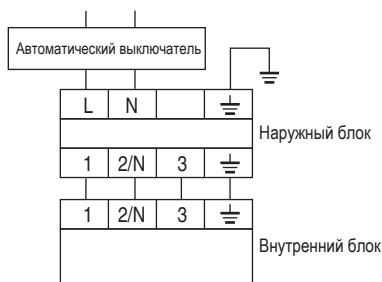 Автоматический выключатель
L N
Наружный блок
1 2/N 3
1 2/N 3
Внутренний блок